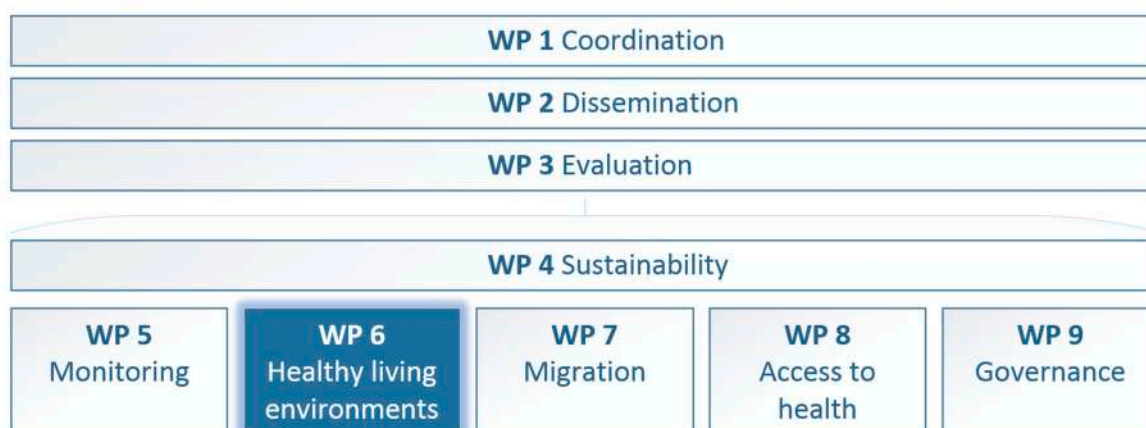 WP 1 Coordination
WP 2 Dissemination
WP 3 Evaluation
WP 4 Sustainability
WP 5
Monitoring
WP 6
Healthy living
environments
WP 7
Migration
WP 8
Access to
health
WP 9
Governance